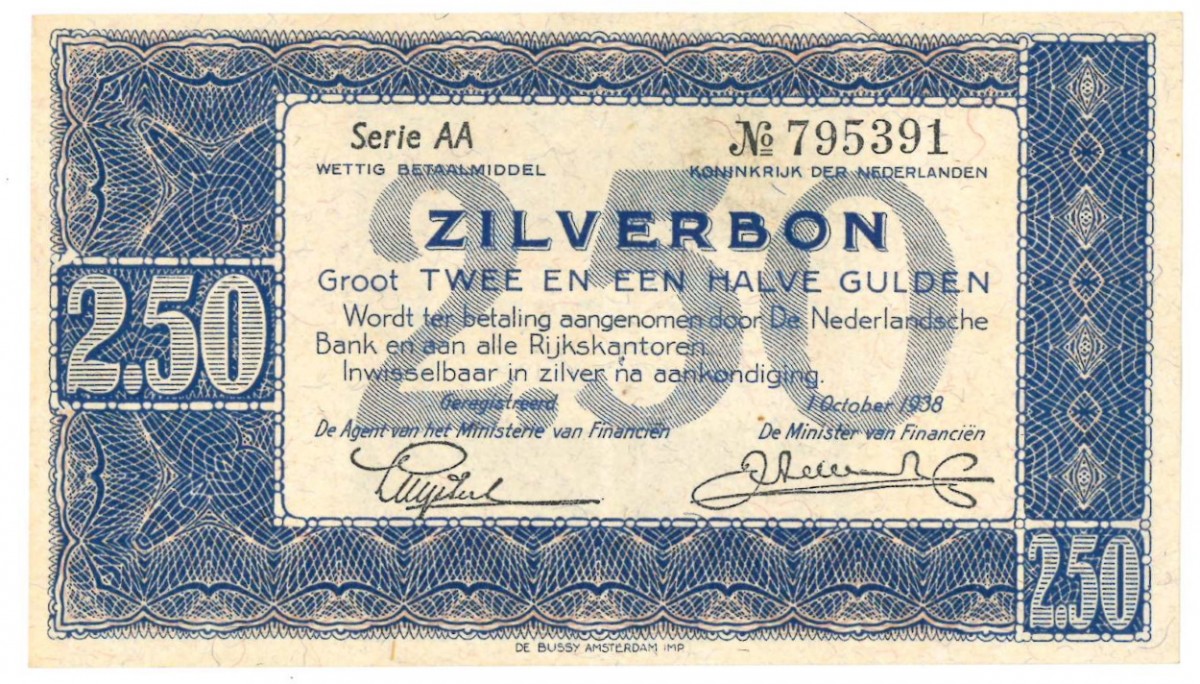 Serie AA
№ 795391
WETTIG BETAALMIDDEL
KONINKRIJK DER NEDERLANDEN
250
ZILVERBON
Groot TWEE EN EEN HALVE GULDEN
Wordt ter betaling aangenomen door De Nederlandsche
Bank en aan alle Rijkskantoren.
Inwisselbaar in zilver na aankondiging.
2.50
Geregistreerd
1 October 1938
De Agent van het Ministerie van Financiën
De Minister van Financiën
2.50
DE BUSSY AMSTERDAM IMP.